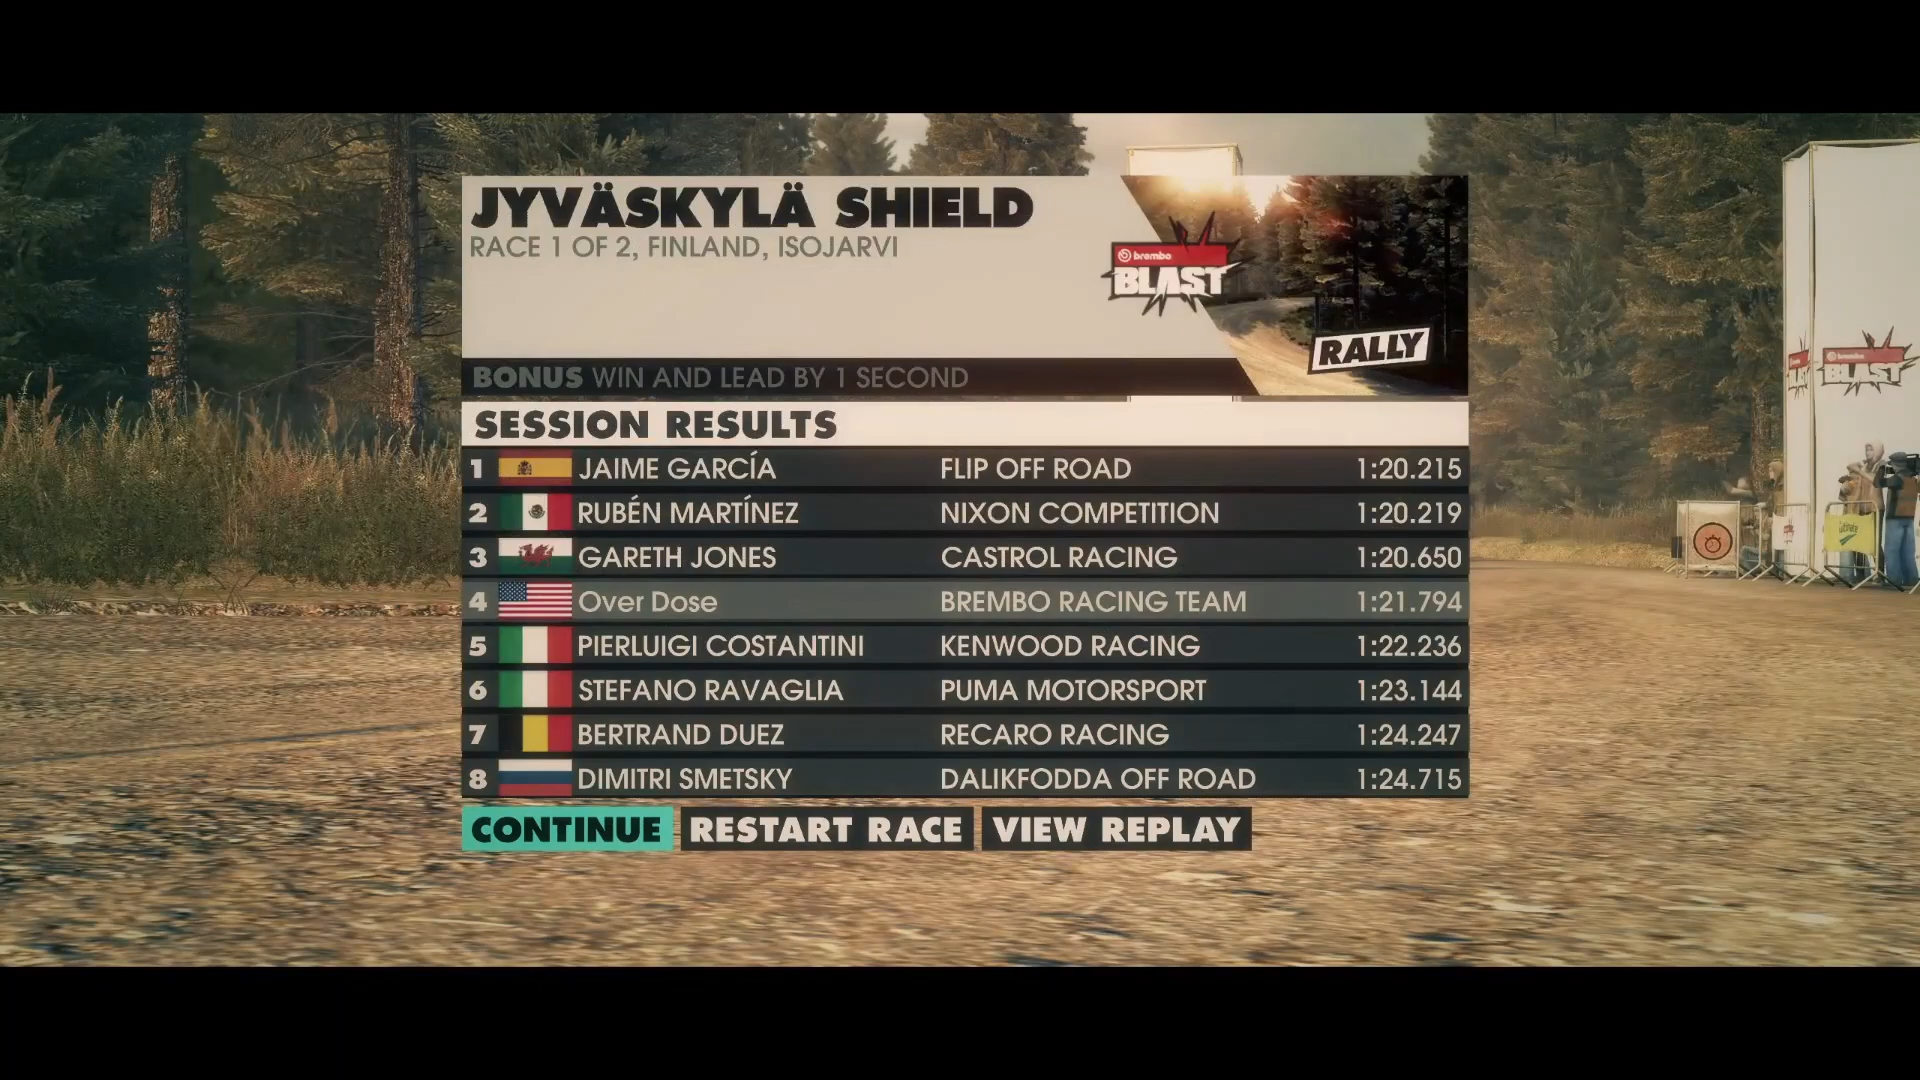 JYVÄSKYLÄ SHIELD
RACE 1 OF 2, FINLAND, ISOJARVI
brembo
BLAST
RALLY
BONUS WIN AND LEAD BY 1 SECOND
SESSION RESULTS
1 JAIME GARCÍA FLIP OFF ROAD 1:20.215
2 RUBÉN MARTÍNEZ NIXON COMPETITION 1:20.219
3 GARETH JONES CASTROL RACING 1:20.650
4 Over Dose BREMBO RACING TEAM 1:21.794
5 PIERLUIGI COSTANTINI KENWOOD RACING 1:22.236
6 STEFANO RAVAGLIA PUMA MOTORSPORT 1:23.144
7 BERTRAND DUEZ RECARO RACING 1:24.247
8 DIMITRI SMETSKY DALIKFODDA OFF ROAD 1:24.715
CONTINUE RESTART RACE VIEW REPLAY
brembo
BLAST